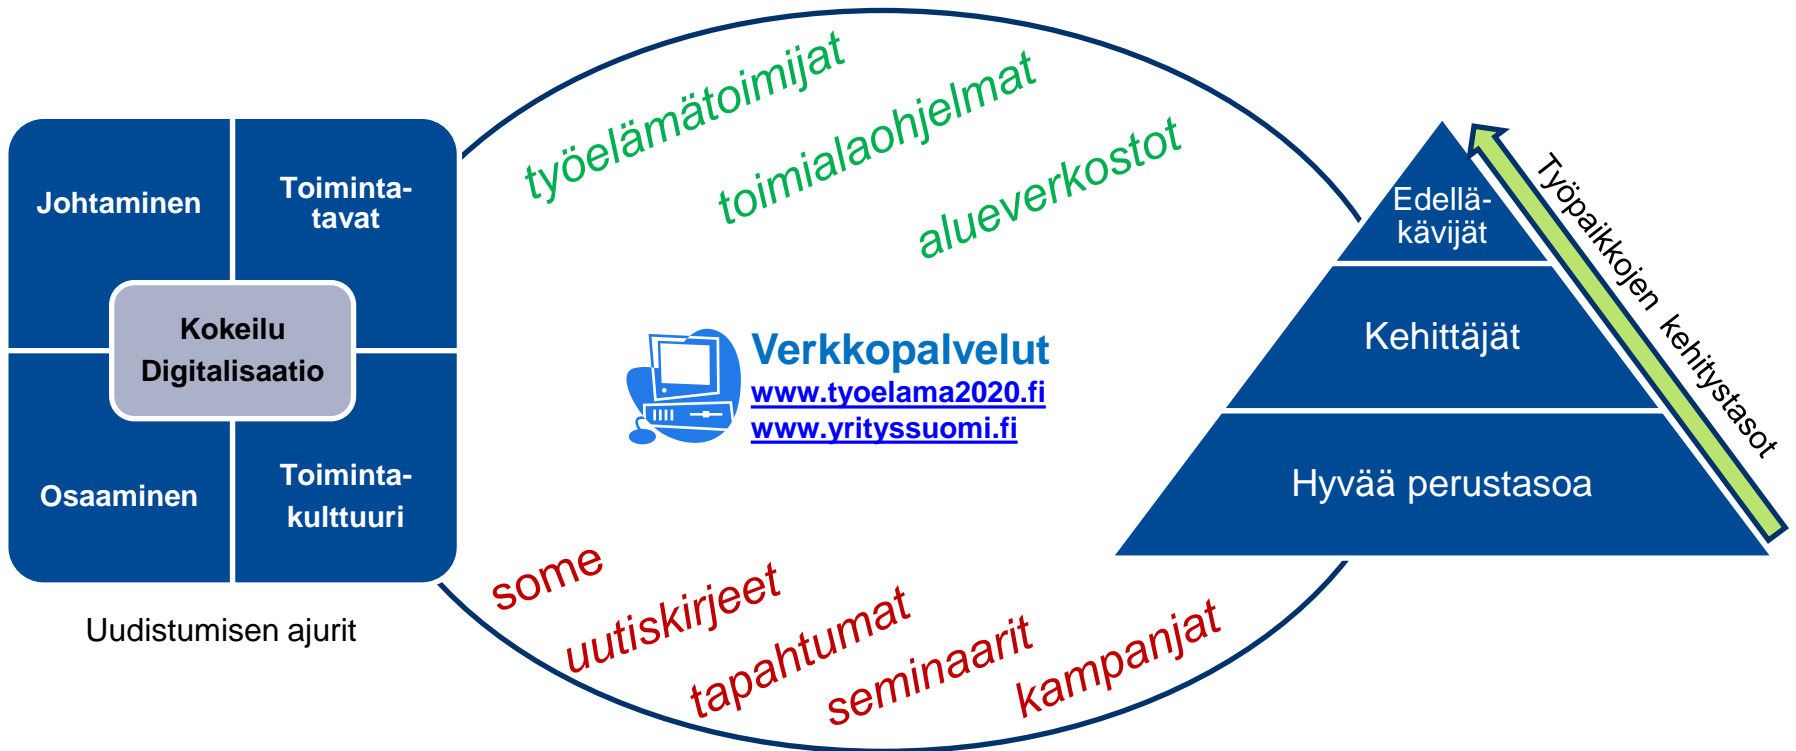 Johtaminen
Toiminta-
tavat
Kokeilu
Digitalisaatio
Osaaminen
Toiminta-
kulttuuri
Uudistumisen ajurit
työelämätoimijat
toimialaohjelmat
alueverkostot
Verkkopalvelut
www.tyoelama2020.fi
www.yrityssuomi.fi
some
uutiskirjeet
tapahtumat
seminaarit
kampanjat
Edellä-
kävijät
Kehittäjät
Hyvää perustasoa
Työpaikkojen kehitystasot